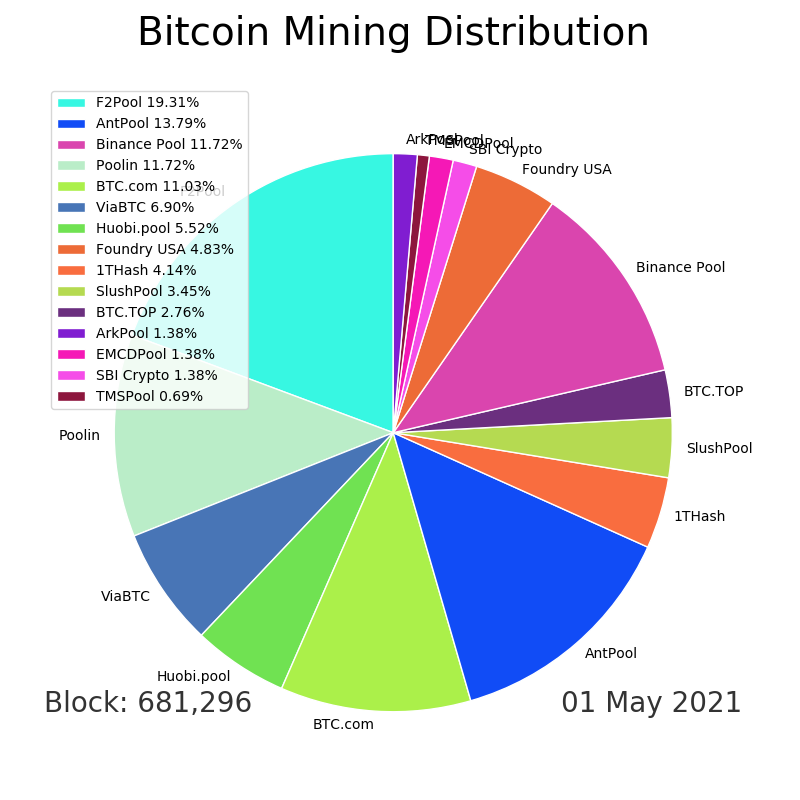 Bitcoin Mining Distribution
F2Pool 19.31%
AntPool 13.79%
Binance Pool 11.72%
Poolin 11.72%
BTC.com 11.03%
ViaBTC 6.90%
Huobi.pool 5.52%
Foundry USA 4.83%
1THash 4.14%
SlushPool 3.45%
BTC.TOP 2.76%
ArkPool 1.38%
EMCDPool 1.38%
SBI Crypto 1.38%
TMSPool 0.69%
F2Pool
ArkPool
TMSPool
EMCDPool
SBI Crypto
Foundry USA
Binance Pool
BTC.TOP
SlushPool
1THash
AntPool
BTC.com
Huobi.pool
ViaBTC
Poolin
Block: 681,296
01 May 2021